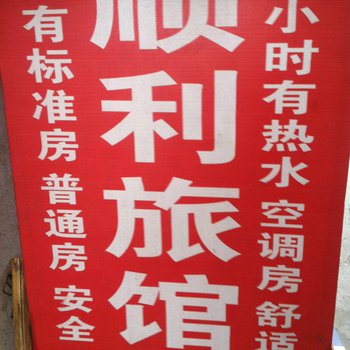 顺利旅馆
有标准房 普通房 安全
小时有热水 空调房 舒适